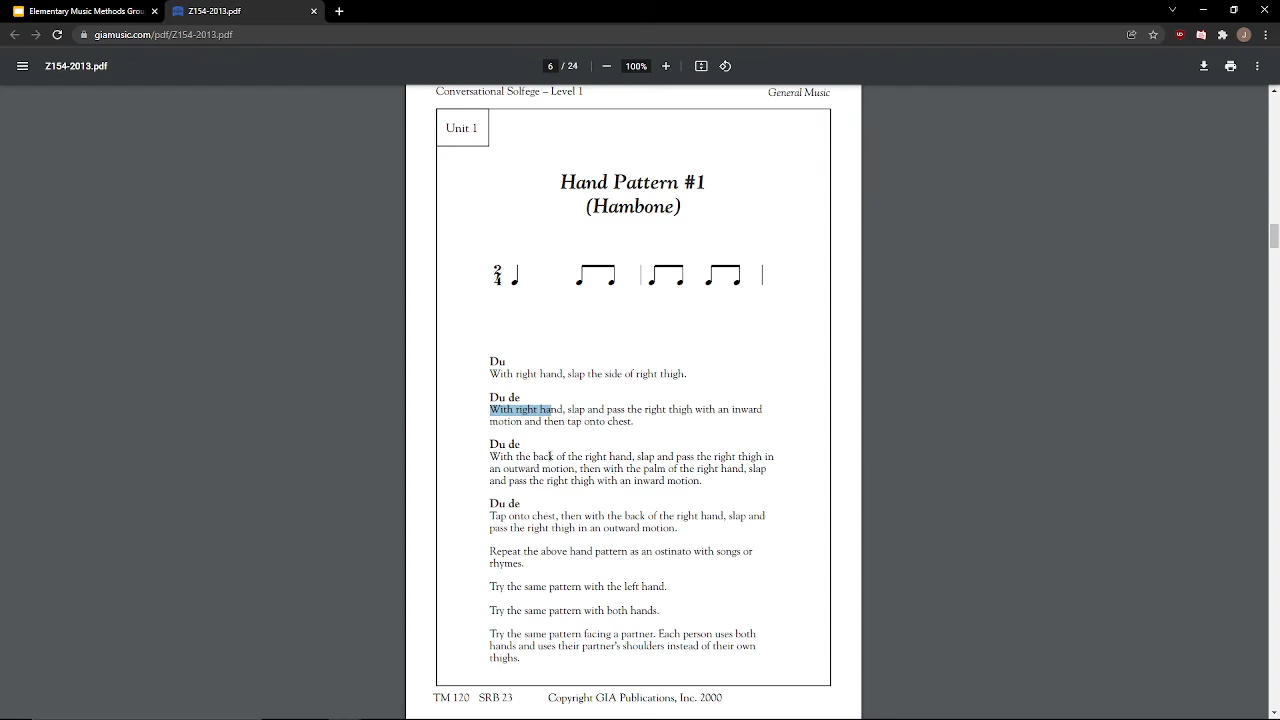 Elementary Music Methods Grou
Z154-2013.pdf
giamusic.com/pdf/Z154-2013.pdf
J
Z154-2013.pdf
6 / 24
100%
Conversational Solfege – Level 1
General Music
Unit 1
Hand Pattern #1
(Hambone)
2
4
Du
With right hand, slap the side of right thigh.
Du de
With right hand, slap and pass the right thigh with an inward
motion and then tap onto chest.
Du de
With the back of the right hand, slap and pass the right thigh in
an outward motion, then with the palm of the right hand, slap
and pass the right thigh with an inward motion.
Du de
Tap onto chest, then with the back of the right hand, slap and
pass the right thigh in an outward motion.
Repeat the above hand pattern as an ostinato with songs or
rhymes.
Try the same pattern with the left hand.
Try the same pattern with both hands.
Try the same pattern facing a partner. Each person uses both
hands and uses their partner's shoulders instead of their own
thighs.
TM 120 SRB 23 Copyright GIA Publications, Inc. 2000